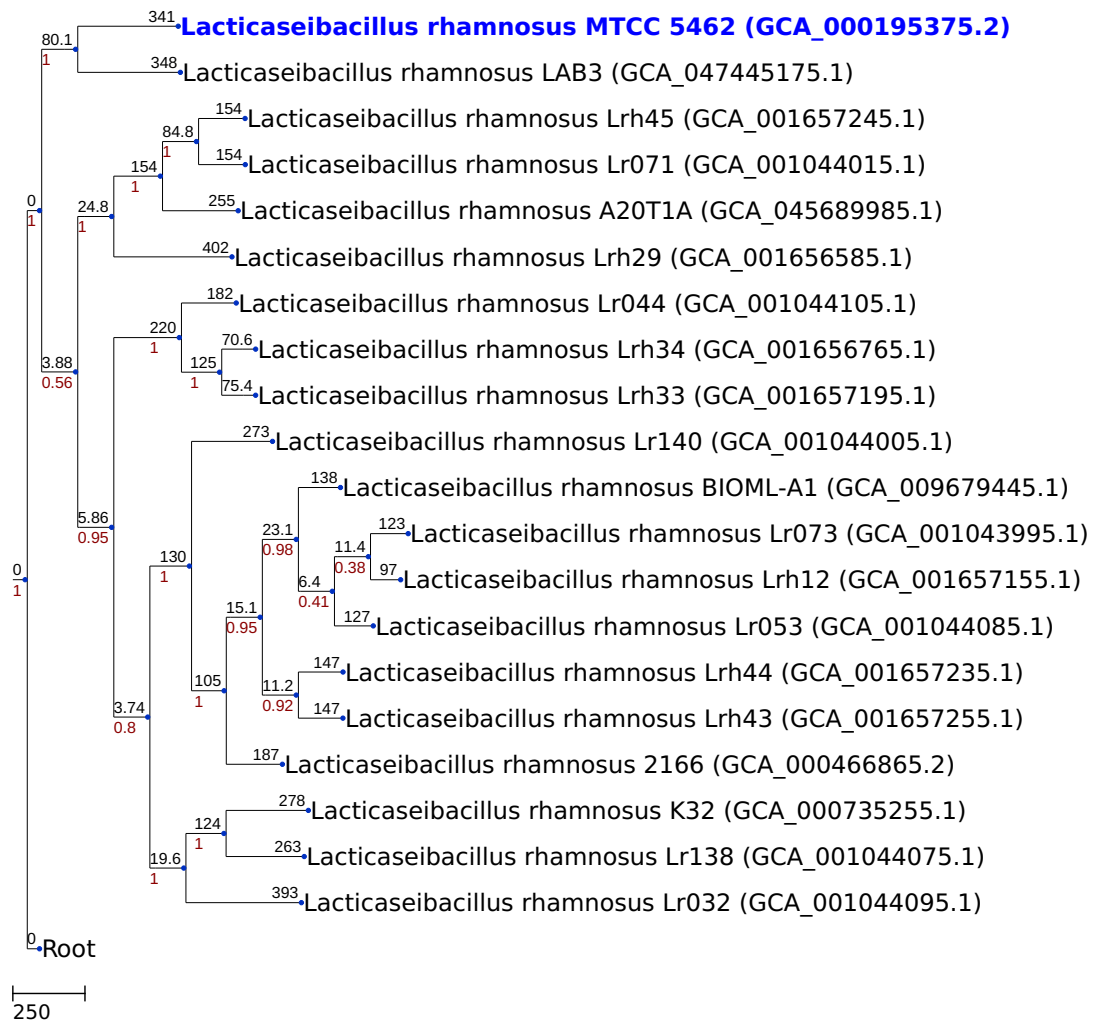 341
Lacticaseibacillus rhamnosus MTCC 5462 (GCA_000195375.2)
80.1
1
348
Lacticaseibacillus rhamnosus LAB3 (GCA_047445175.1)
154
Lacticaseibacillus rhamnosus Lrh45 (GCA_001657245.1)
84.8
1
154
Lacticaseibacillus rhamnosus Lr071 (GCA_001044015.1)
154
1
255
Lacticaseibacillus rhamnosus A20T1A (GCA_045689985.1)
0
1
24.8
1
402
Lacticaseibacillus rhamnosus Lrh29 (GCA_001656585.1)
182
Lacticaseibacillus rhamnosus Lr044 (GCA_001044105.1)
220
1
70.6
Lacticaseibacillus rhamnosus Lrh34 (GCA_001656765.1)
3.88
0.56
125
1
75.4
Lacticaseibacillus rhamnosus Lrh33 (GCA_001657195.1)
273
Lacticaseibacillus rhamnosus Lr140 (GCA_001044005.1)
138
Lacticaseibacillus rhamnosus BIOML-A1 (GCA_009679445.1)
5.86
0.95
23.1
0.98
123
Lacticaseibacillus rhamnosus Lr073 (GCA_001043995.1)
130
1
11.4
0.38
0
1
6.4
0.41
97
Lacticaseibacillus rhamnosus Lrh12 (GCA_001657155.1)
15.1
0.95
127
Lacticaseibacillus rhamnosus Lr053 (GCA_001044085.1)
147
Lacticaseibacillus rhamnosus Lrh44 (GCA_001657235.1)
105
1
11.2
0.92
3.74
0.8
147
Lacticaseibacillus rhamnosus Lrh43 (GCA_001657255.1)
187
Lacticaseibacillus rhamnosus 2166 (GCA_000466865.2)
278
Lacticaseibacillus rhamnosus K32 (GCA_000735255.1)
124
1
263
Lacticaseibacillus rhamnosus Lr138 (GCA_001044075.1)
19.6
1
393
Lacticaseibacillus rhamnosus Lr032 (GCA_001044095.1)
0
Root
250